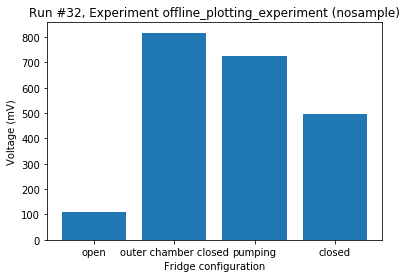 Run #32, Experiment offline_plotting_experiment (nosample)
800
700
600
500
400
300
200
100
0
Voltage (mV)
open outer chamber closed pumping closed
Fridge configuration